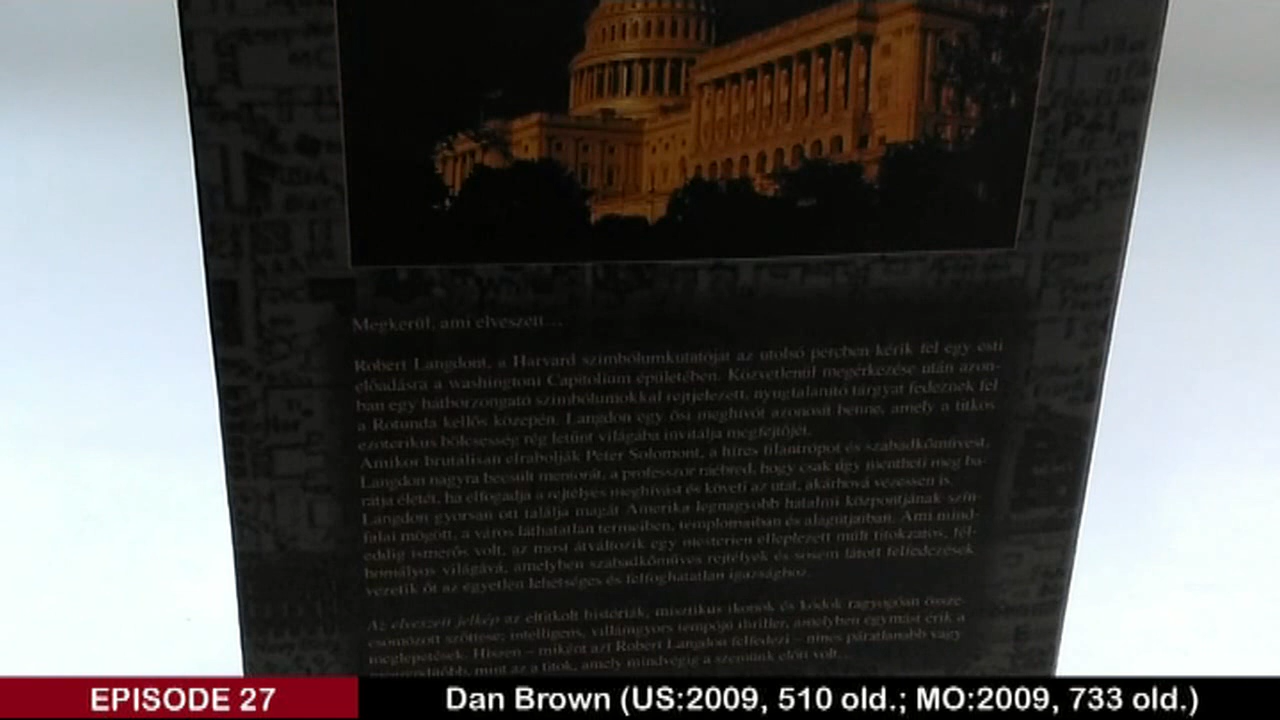 Megkerül, ami elveszett...
Robert Langdont, a Harvard szimbólumkutatóját az utolsó percben kérik fel egy esti
előadásra a washingtoni Capitolium épületében. Közvetlenül megérkezése után azon-
ban egy hátborzongató szimbólumokkal rejtjelezett, nyugtalanító tárgyat fedeznek fel
a Rotunda kellős közepén. Langdon egy ősi meghívót azonosít benne, amely a titkos
ezoterikus bölcsesség rég letűnt világába invitálja megfejtőjét.
Amikor brutálisan elrabolják Peter Solomont, a híres filantrópot és szabadkőművest,
Langdon nagyra becsült mentorát, a professzor ráébred, hogy csak úgy mentheti meg ba-
rátja életét, ha elfogadja a rejtélyes meghívást és követi az utat, akárhová vezessen is.
Langdon gyorsan ott találja magát Amerika legnagyobb hatalmi központjának szín-
falai mögött, a város láthatatlan termeiben, templomaiban és alagútjaiban. Ami mind-
eddig ismerős volt, az most átváltozik egy mesterien elleplezett múlt titokzatos, fél-
homályos világává, amelyben szabadkőműves rejtélyek és sosem látott felfedezések
vezetik őt az egyetlen lehetséges és felfoghatatlan igazsághoz.
Az elveszett jelkép az eltitkolt históriák, misztikus ikonok és kódok ragyogóan össze-
csomózott szőttese; intelligens, villámgyors tempójú thriller, amelyben egymást érik a
meglepetések. Hiszen – miként azt Robert Langdon felfedezi – nincs páratlanabb vagy
mint az a titok, amely mindvégig a szemünk előtt volt...
EPISODE 27
Dan Brown (US:2009, 510 old.; MO:2009, 733 old.)